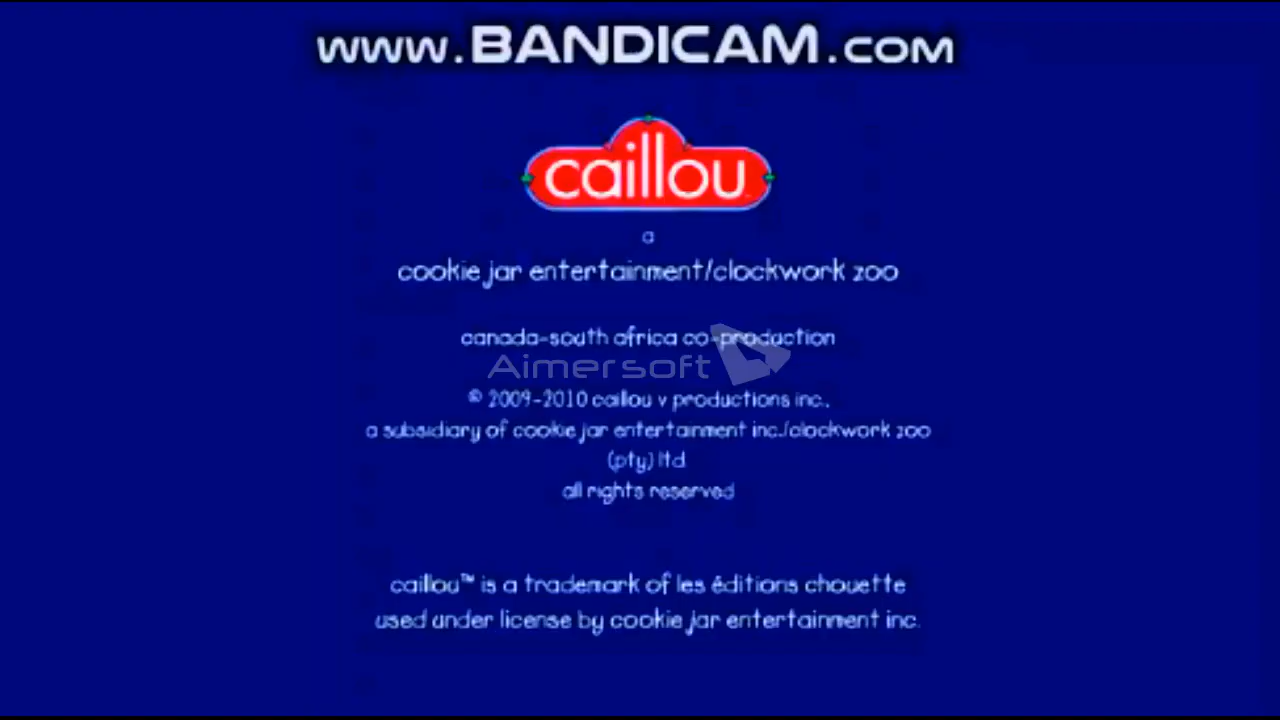 www.BANDICAM.com
caillou
a
cookie jar entertainment/clockwork zoo
canada-south africa co-production
Aimersoft
© 2009-2010 caillou v productions inc.,
a subsidiary of cookie jar entertainment inc./clockwork zoo
(pty) ltd.
all rights reserved
caillou™ is a trademark of les éditions chouette
used under license by cookie jar entertainment inc.